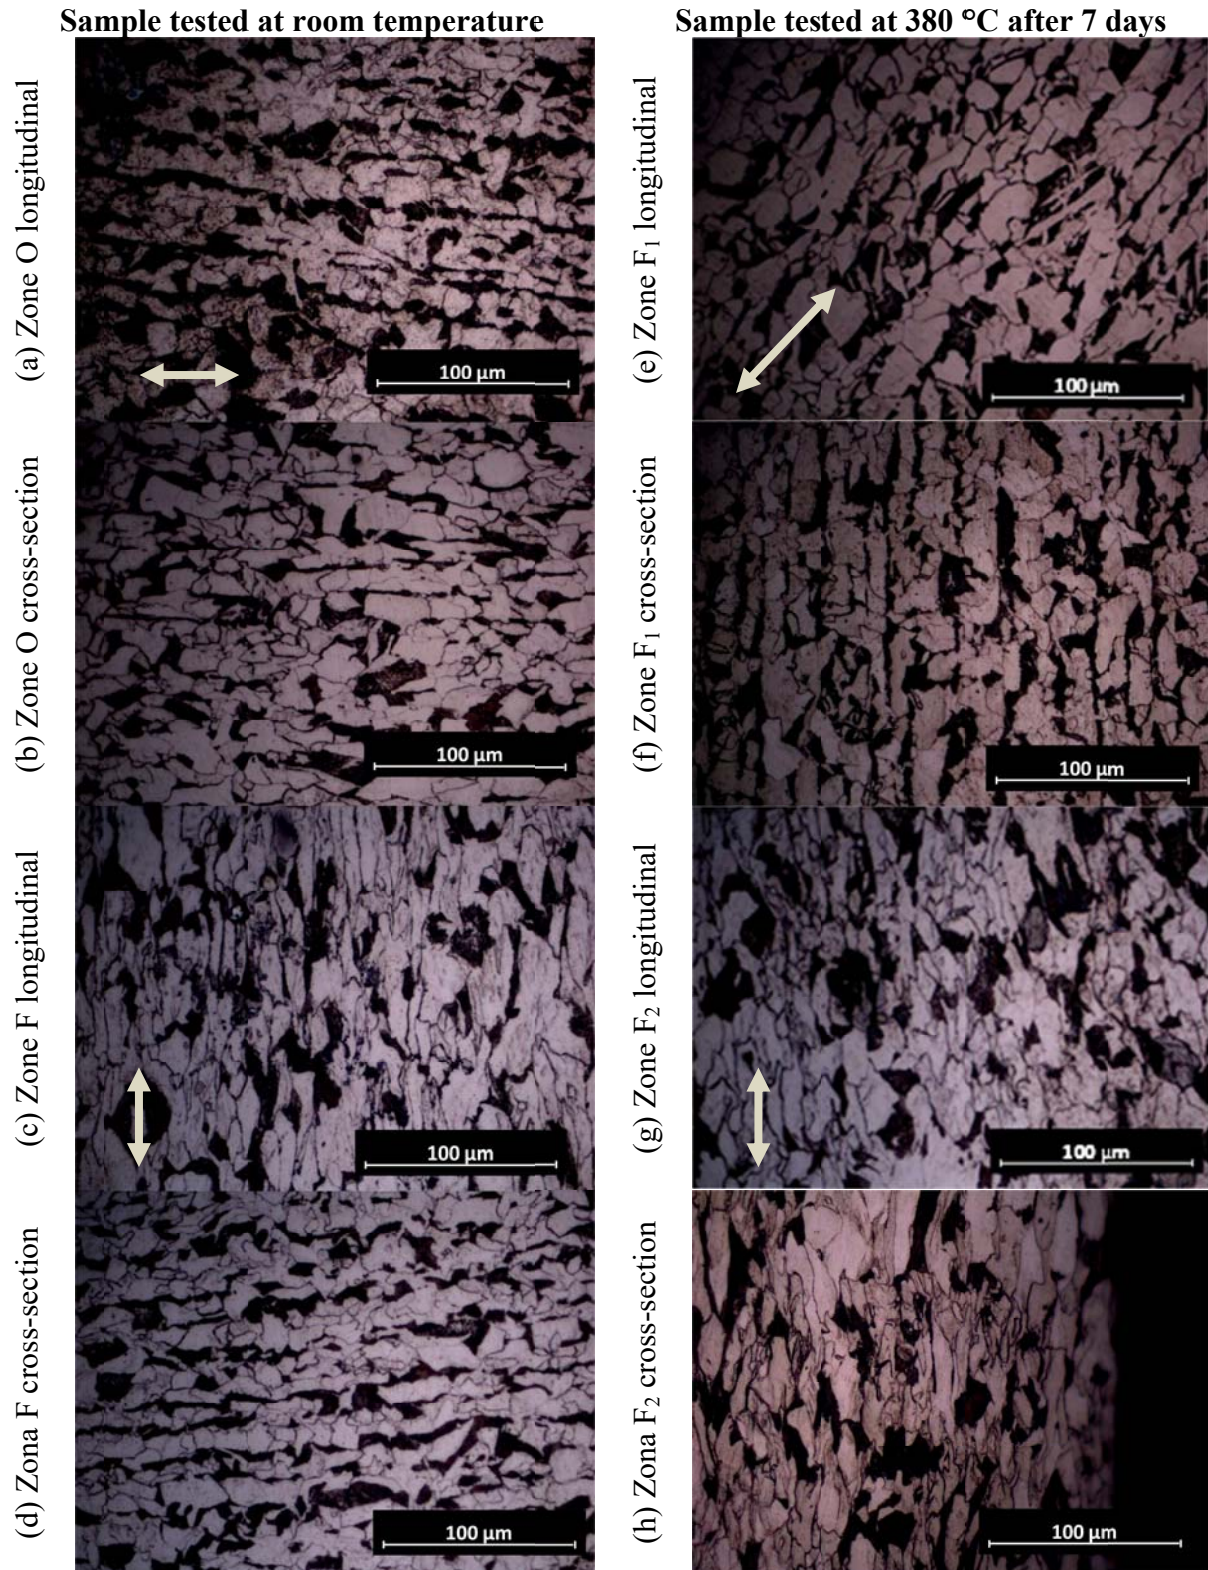 Sample tested at room temperature
Sample tested at 380 °C after 7 days
(a) Zone O longitudinal
100 µm
(e) Zone F₁ longitudinal
100 µm
(b) Zone O cross-section
100 µm
(f) Zone F₁ cross-section
100 µm
(c) Zone F longitudinal
100 µm
(g) Zone F₂ longitudinal
100 µm
(d) Zona F cross-section
100 µm
(h) Zona F₂ cross-section
100 µm